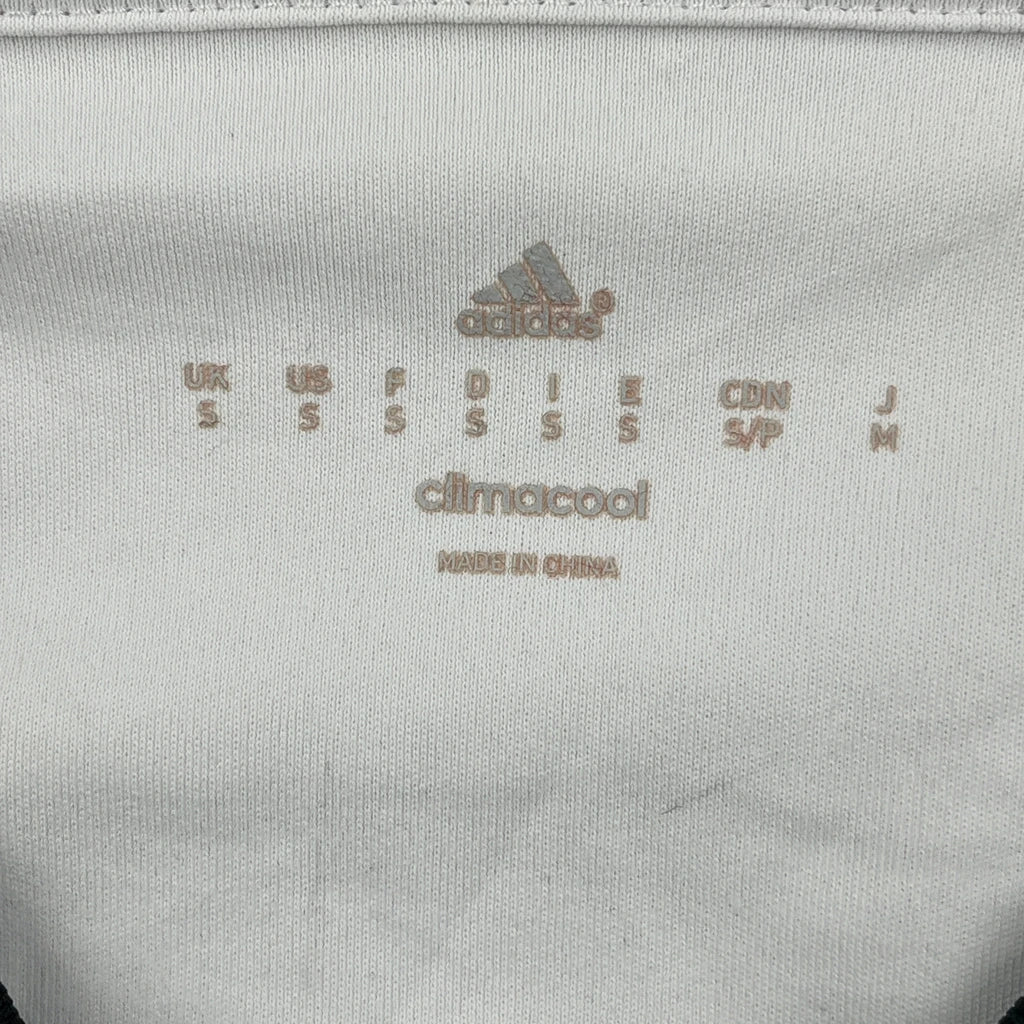 adidas®
UK US F D I E CDN J
S S S S S S S/P M
climacool
MADE IN CHINA